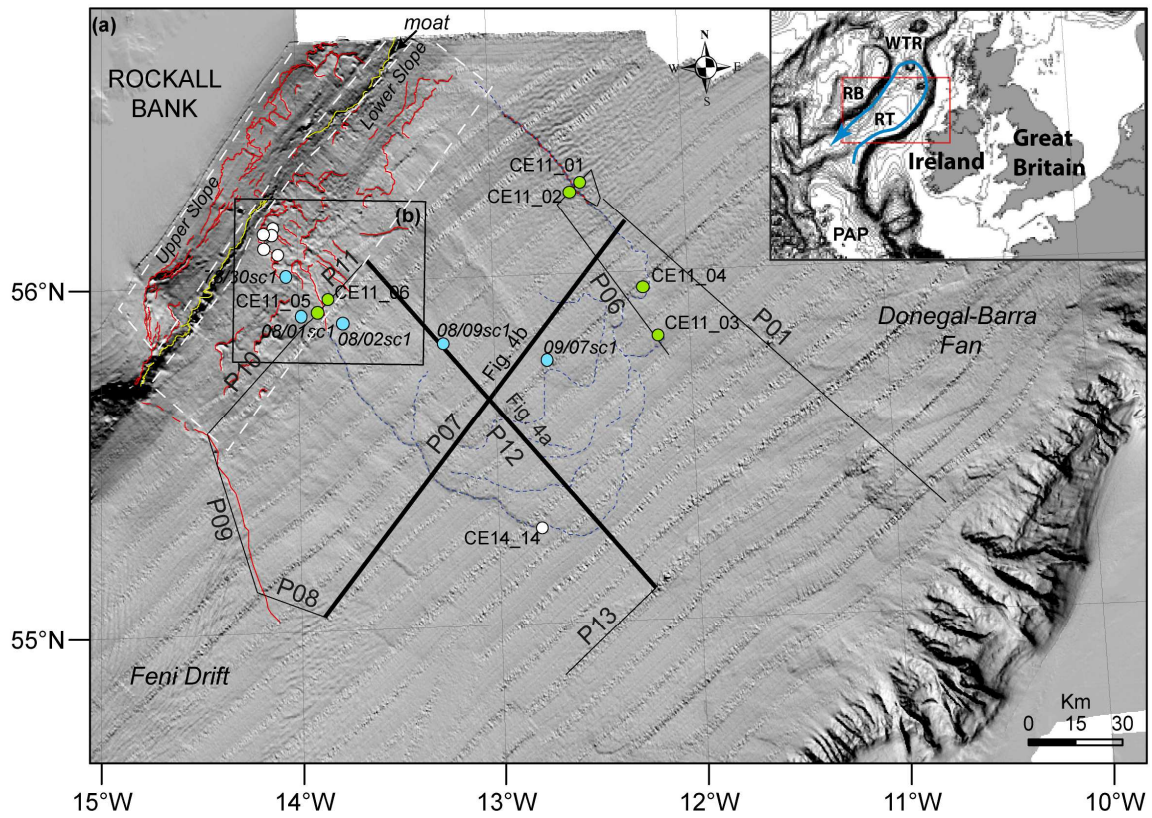 (a)
moat
ROCKALL
BANK
Upper Slope
Lower Slope
N
W
E
S
WTR
RB
RT
Ireland
Great
Britain
PAP
CE11_01
CE11_02
(b)
P11
CE11_06
CE11_05
08/01sc1
08/02sc1
P10
08/09sc1
09/07sc1
Fig. 4b
Fig. 4a
P06
CE11_04
CE11_03
P01
Donegal-Barra
Fan
56°N
P07
P12
P09
CE14_14
P08
P13
55°N
Feni Drift
Km
0 15 30
15°W 14°W 13°W 12°W 11°W 10°W